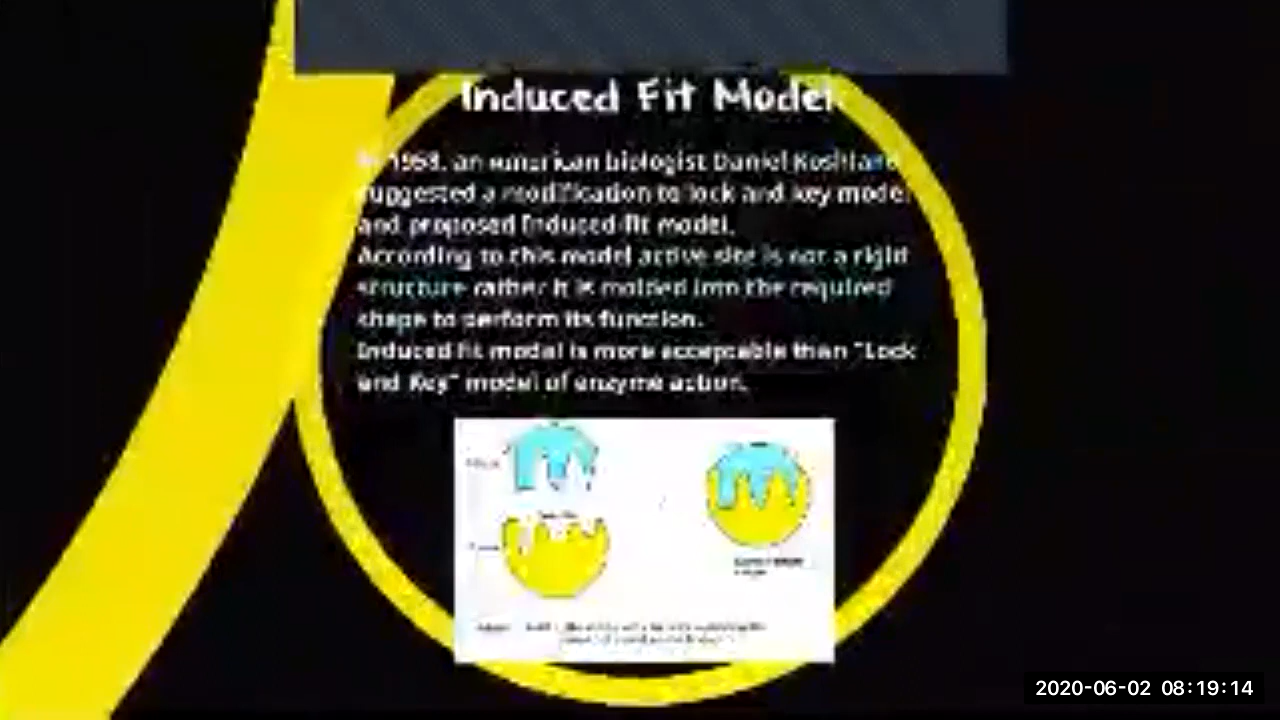 Induced Fit Model
In 1958, an American biologist Daniel Koshland
suggested a modification to lock and key model
and proposed Induced-fit model.
According to this model active site is not a rigid
structure rather it is molded into the required
shape to perform its function.
Induced fit model is more acceptable than "Lock
and Key" model of enzyme action.
2020-06-02 08:19:14